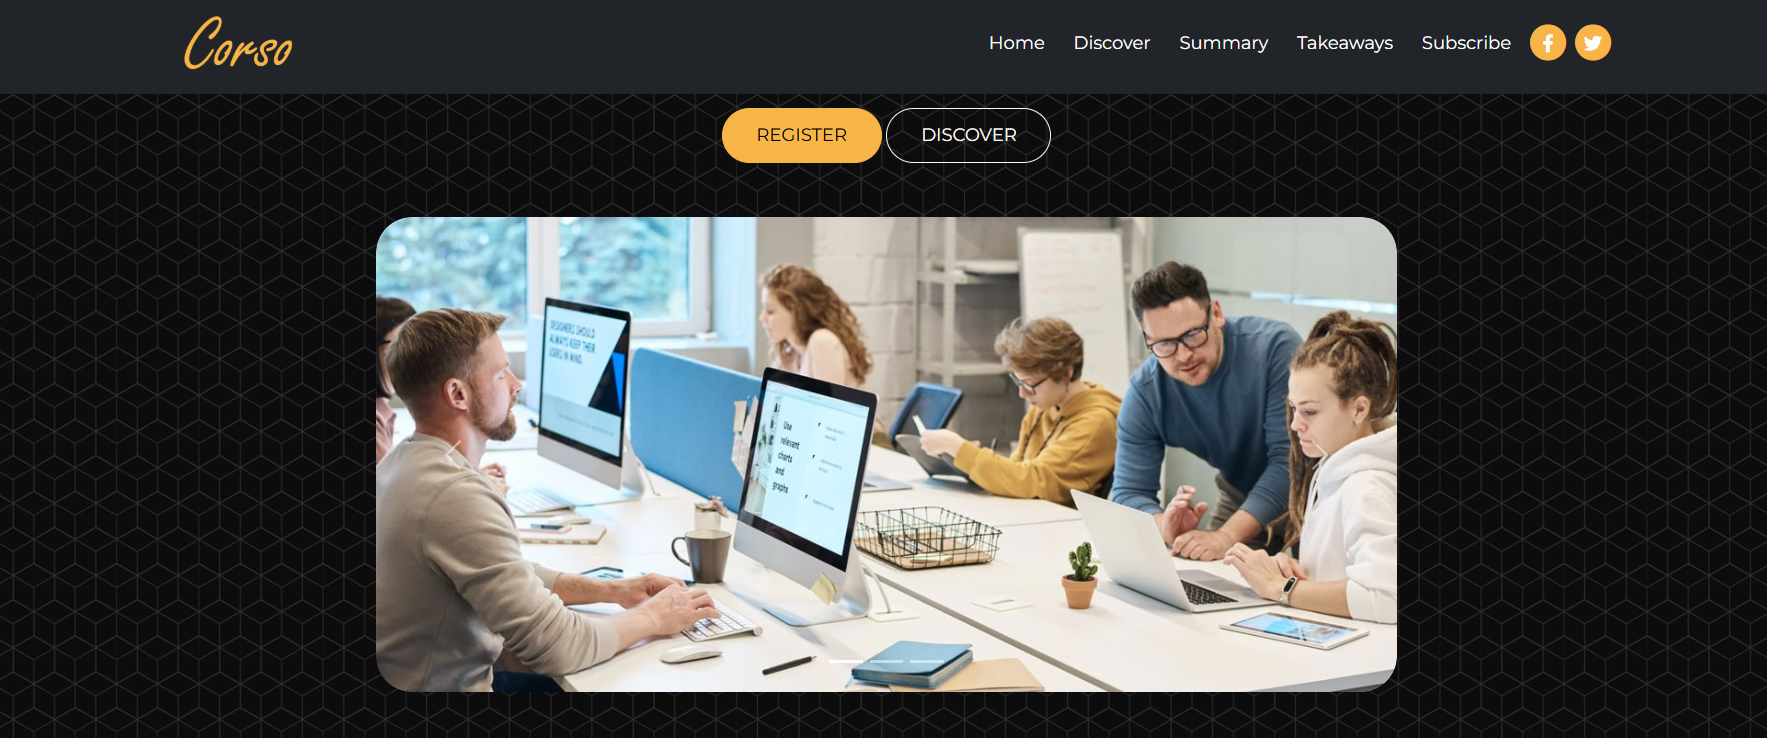 Corso
Home Discover Summary Takeaways Subscribe
REGISTER DISCOVER
DESIGNERS SHOULD
ALWAYS KEEP THEIR
USERS IN MIND.
Use
relevant
charts
and
graphs